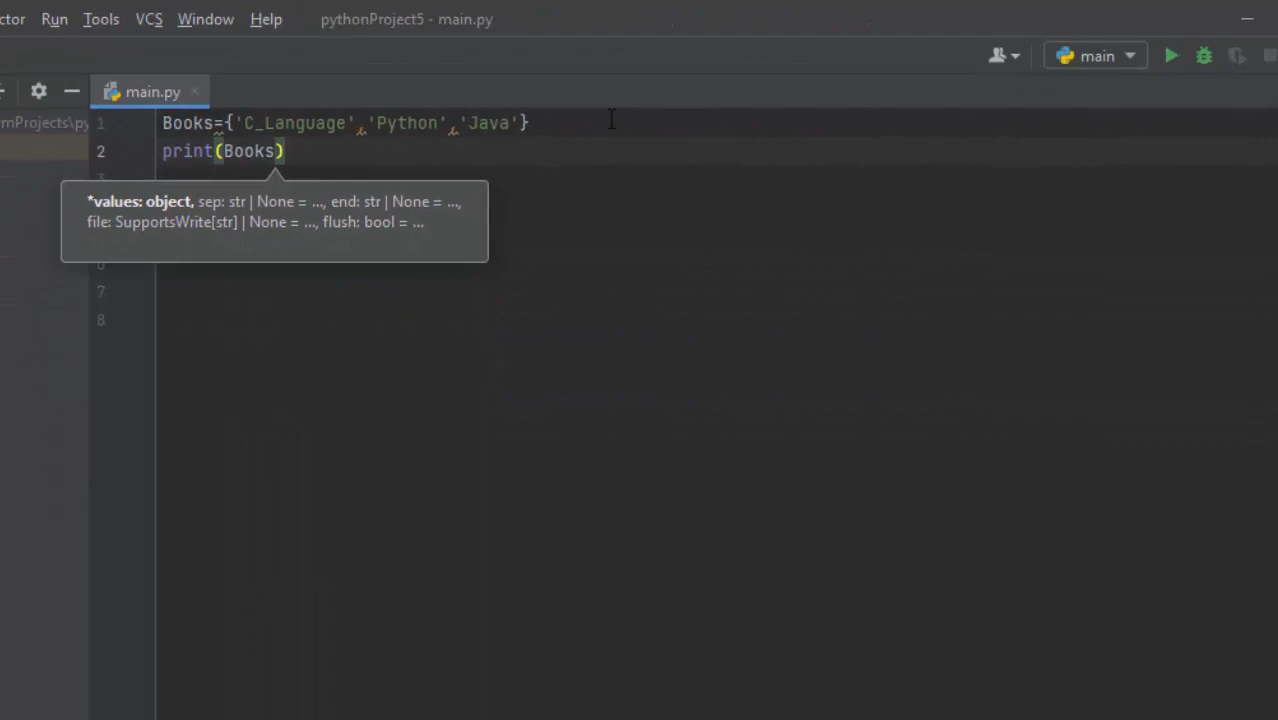 ctor Run Tools VCS Window Help pythonProject5 - main.py
main
main.py
mProjects\py
1 Books={'C_Language','Python','Java'}
2 print(Books)
*values: object, sep: str | None = ..., end: str | None = ...,
file: SupportsWrite[str] | None = ..., flush: bool = ...
7
8